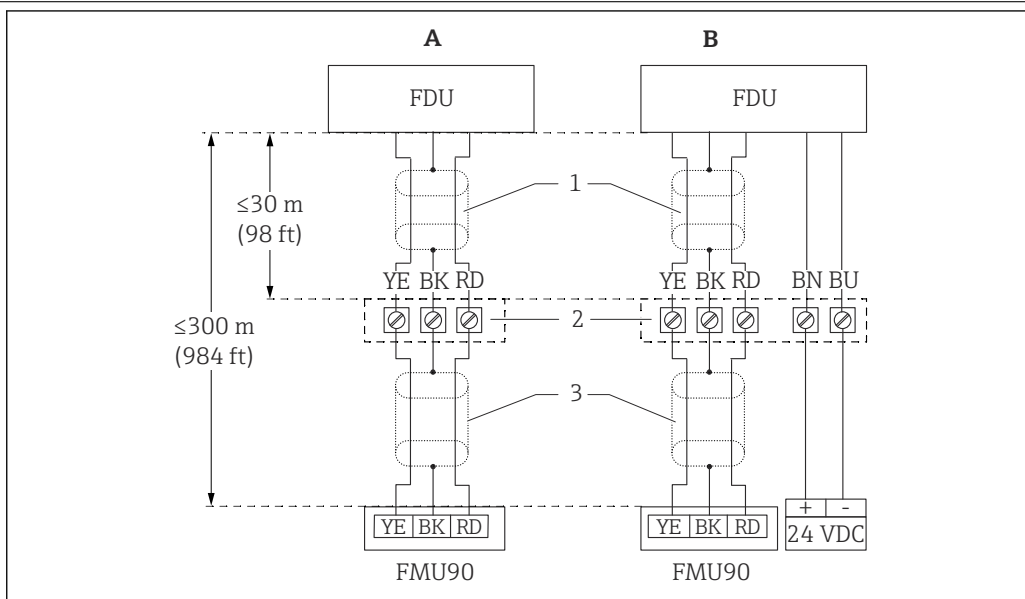 A B
FDU FDU
1
≤30 m
(98 ft)
YE BK RD YE BK RD BN BU
2
≤300 m
(984 ft)
3
YE BK RD YE BK RD + -
24 VDC
FMU90 FMU90